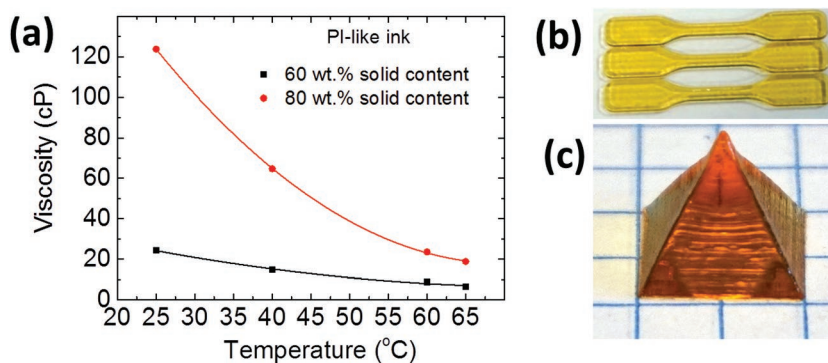 (a)
PI-like ink
60 wt.% solid content
80 wt.% solid content
Viscosity (cP)
120
100
80
60
40
20
0
20 25 30 35 40 45 50 55 60 65
Temperature (°C)
(b)
(c)